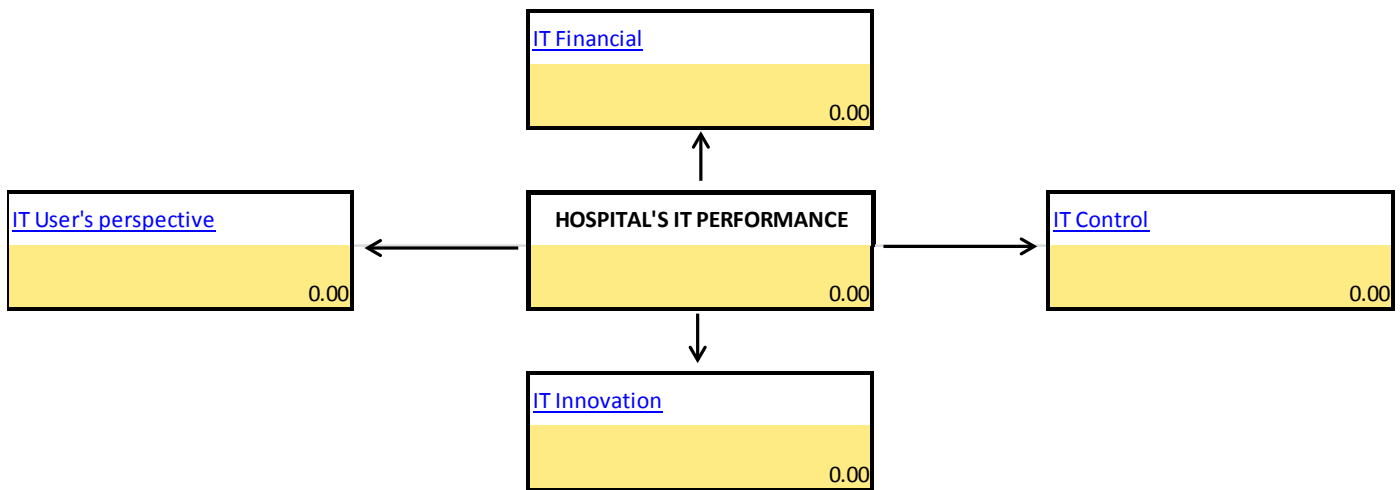 IT Financial
0.00
IT User's perspective
0.00
HOSPITAL'S IT PERFORMANCE
0.00
IT Control
0.00
IT Innovation
0.00